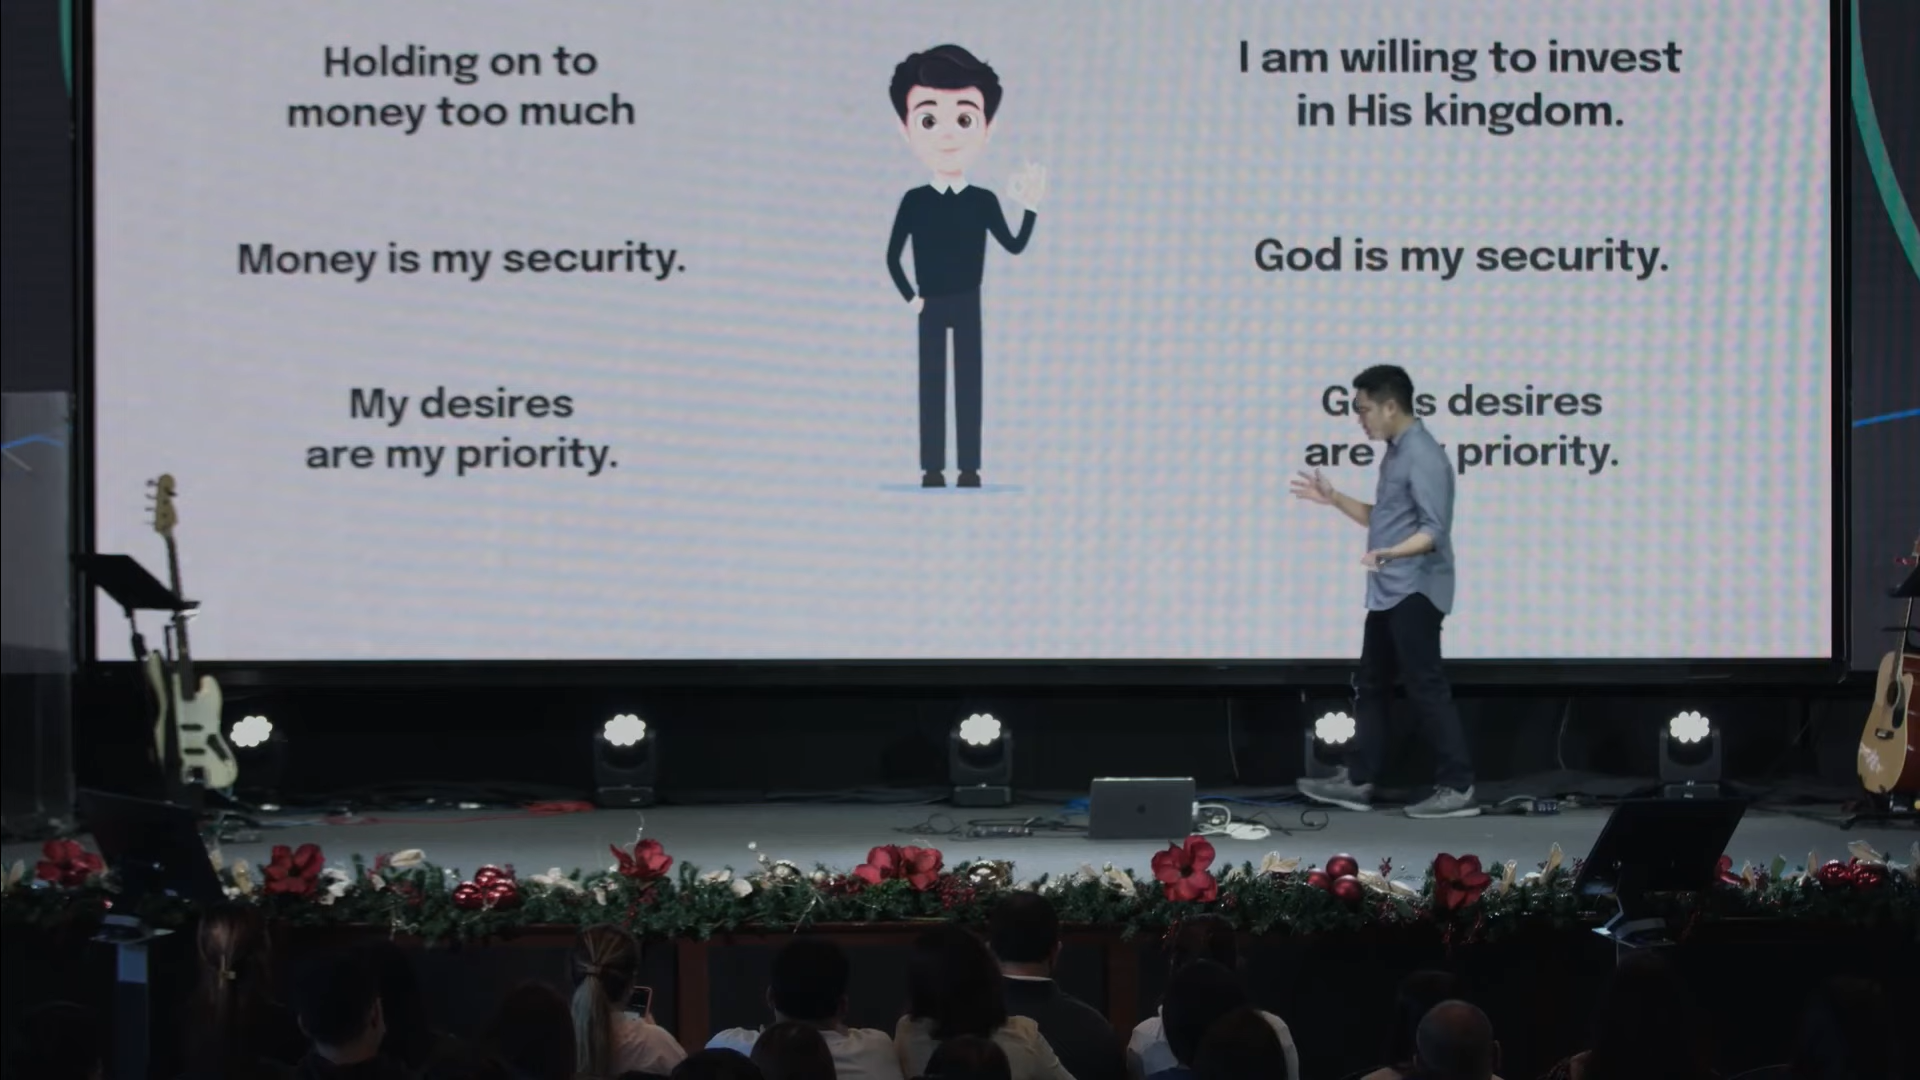 Holding on to
money too much
Money is my security.
My desires
are my priority.
I am willing to invest
in His kingdom.
God is my security.
desires
are priority.